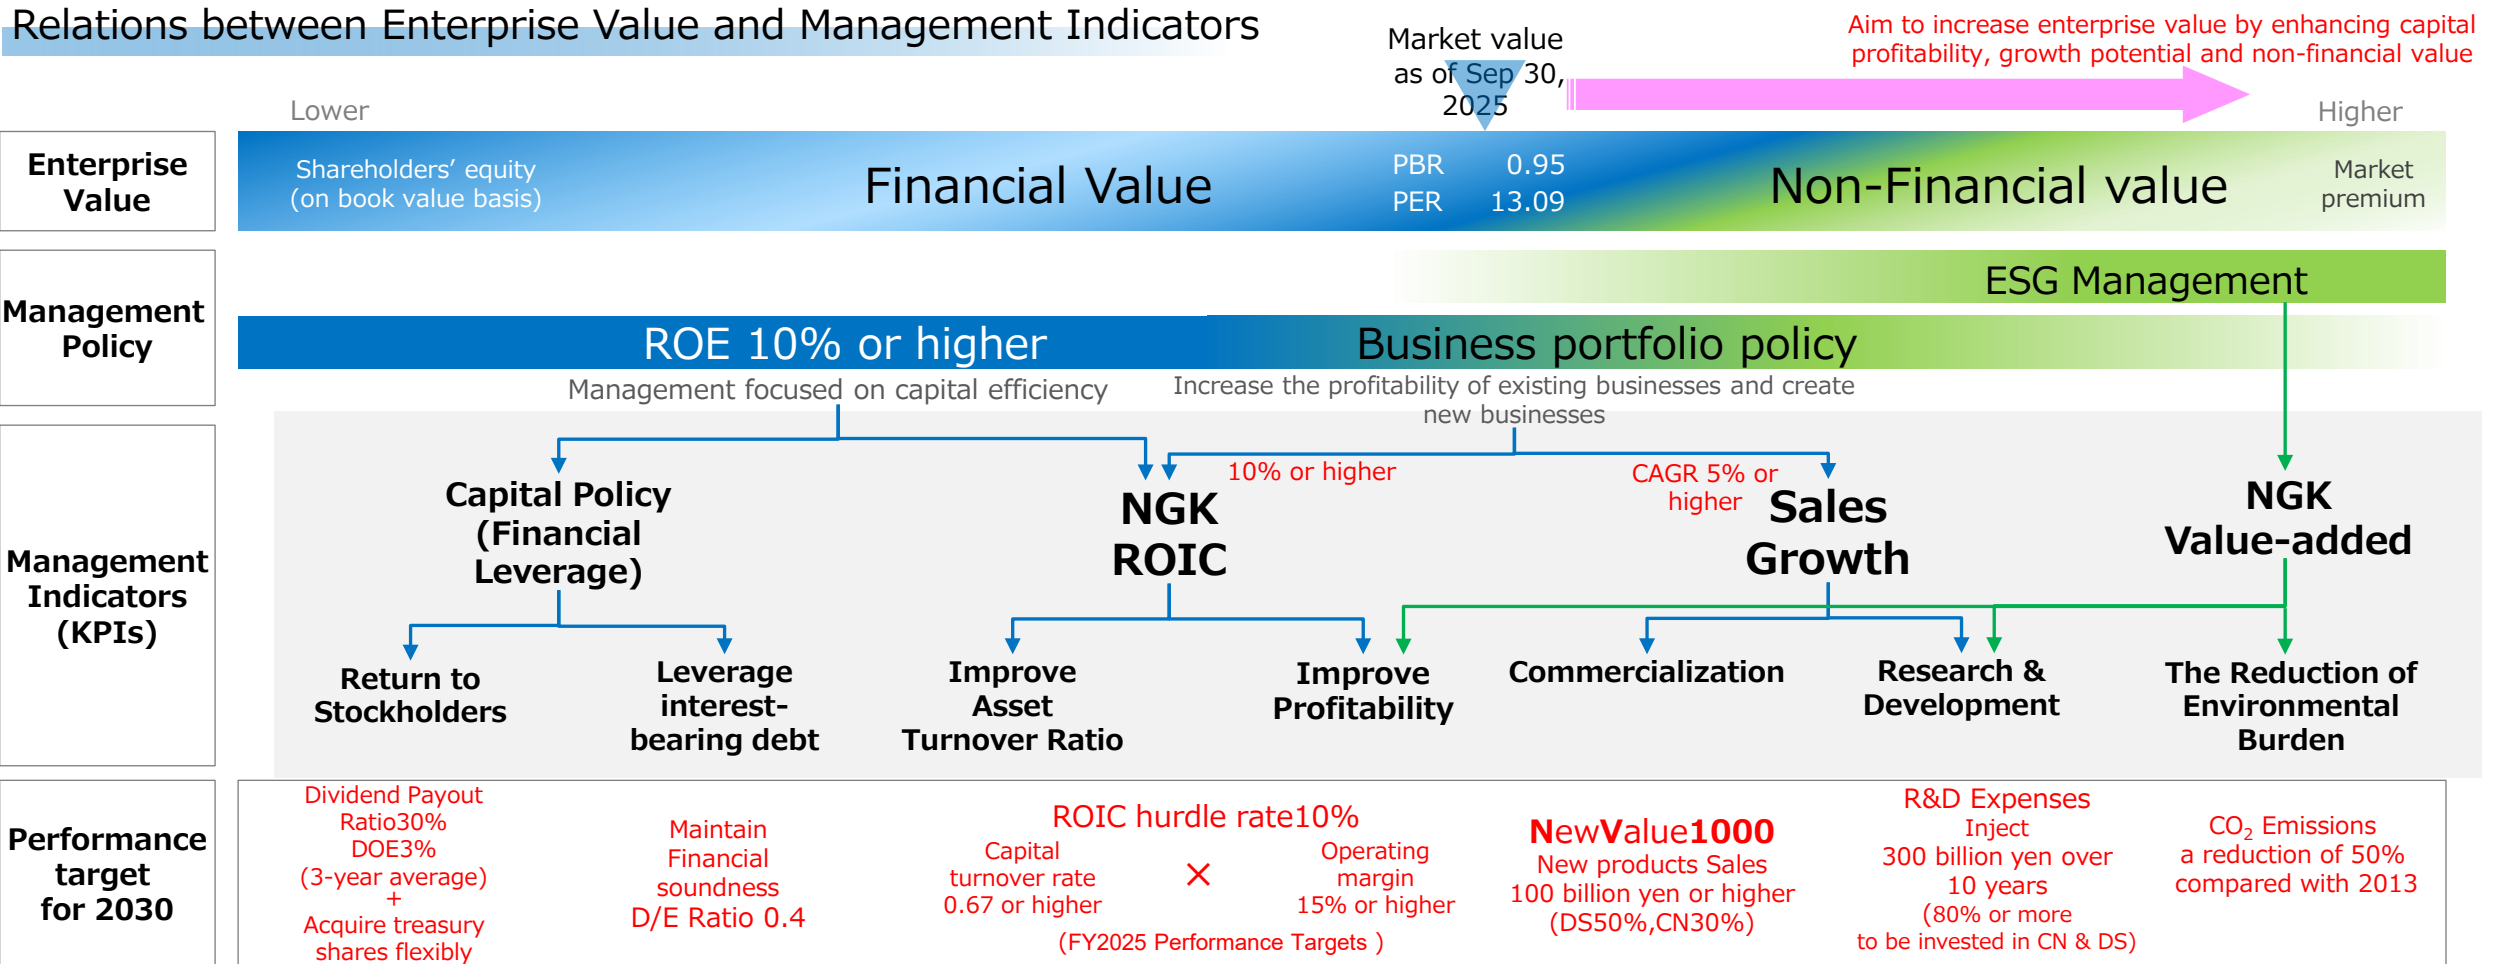 Relations between Enterprise Value and Management Indicators
Market value
as of Sep 30,
2025
Aim to increase enterprise value by enhancing capital
profitability, growth potential and non-financial value
Lower
Higher
Enterprise
Value
Shareholders’ equity
(on book value basis)
Financial Value
PBR 0.95
PER 13.09
Non-Financial value
Market
premium
Management
Policy
ESG Management
ROE 10% or higher
Business portfolio policy
Management focused on capital efficiency
Increase the profitability of existing businesses and create
new businesses
Management
Indicators
(KPIs)
Capital Policy
(Financial
Leverage)
10% or higher
NGK
ROIC
CAGR 5% or
higher
Sales
Growth
NGK
Value-added
Return to
Stockholders
Leverage
interest-
bearing debt
Improve
Asset
Turnover Ratio
Improve
Profitability
Commercialization
Research &
Development
The Reduction of
Environmental
Burden
Performance
target
for 2030
Dividend Payout
Ratio30%
DOE3%
(3-year average)
+
Acquire treasury
shares flexibly
Maintain
Financial
soundness
D/E Ratio 0.4
ROIC hurdle rate10%
Capital
turnover rate
0.67 or higher
×
Operating
margin
15% or higher
(FY2025 Performance Targets )
NewValue1000
New products Sales
100 billion yen or higher
(DS50%,CN30%)
R&D Expenses
Inject
300 billion yen over
10 years
(80% or more
to be invested in CN & DS)
CO₂ Emissions
a reduction of 50%
compared with 2013